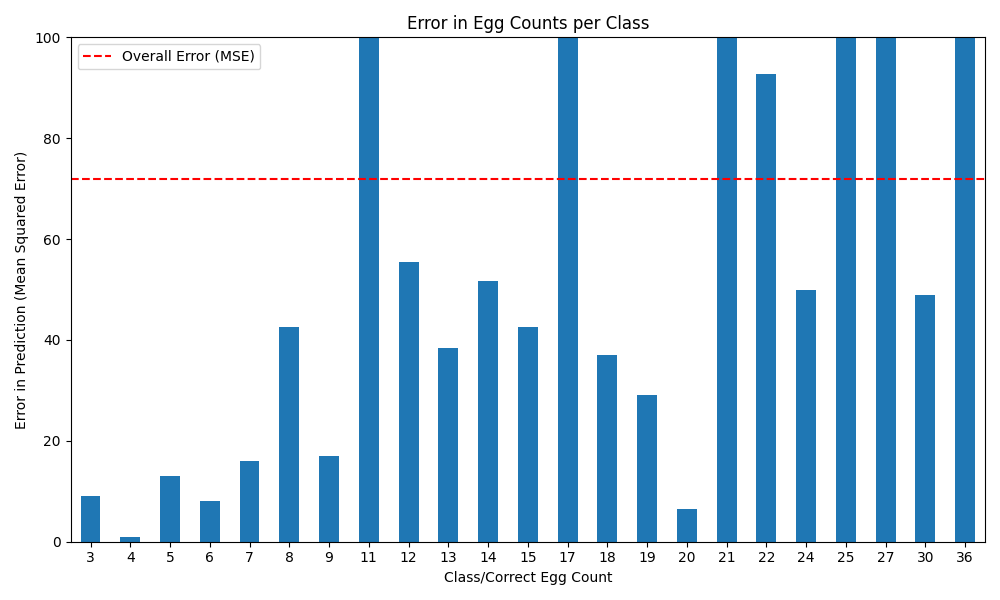 Error in Egg Counts per Class
Overall Error (MSE)
Error in Prediction (Mean Squared Error)
100
80
60
40
20
0
3 4 5 6 7 8 9 11 12 13 14 15 17 18 19 20 21 22 24 25 27 30 36
Class/Correct Egg Count